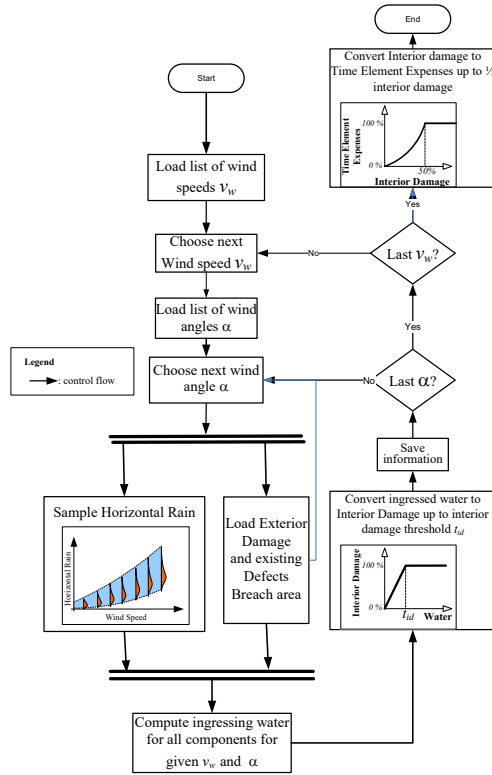 Start
Load list of wind
speeds v_w
Choose next
Wind speed v_w
Load list of wind
angles α
Choose next wind
angle α
Legend
: control flow
Sample Horizontal Rain
Horizontal Rain
Wind Speed
Load Exterior
Damage
and existing
Defects
Breach area
Compute ingressing water
for all components for
given v_w and α
Convert ingressed water to
Interior Damage up to interior
damage threshold t_id
Interior Damage
100 %
0 %
t_id
Water
Save
information
Last α?
No
Yes
Last v_w?
No
Yes
Convert Interior damage to
Time Element Expenses up to ½
interior damage
Time Element
Expenses
100 %
0 %
50%
Interior Damage
End